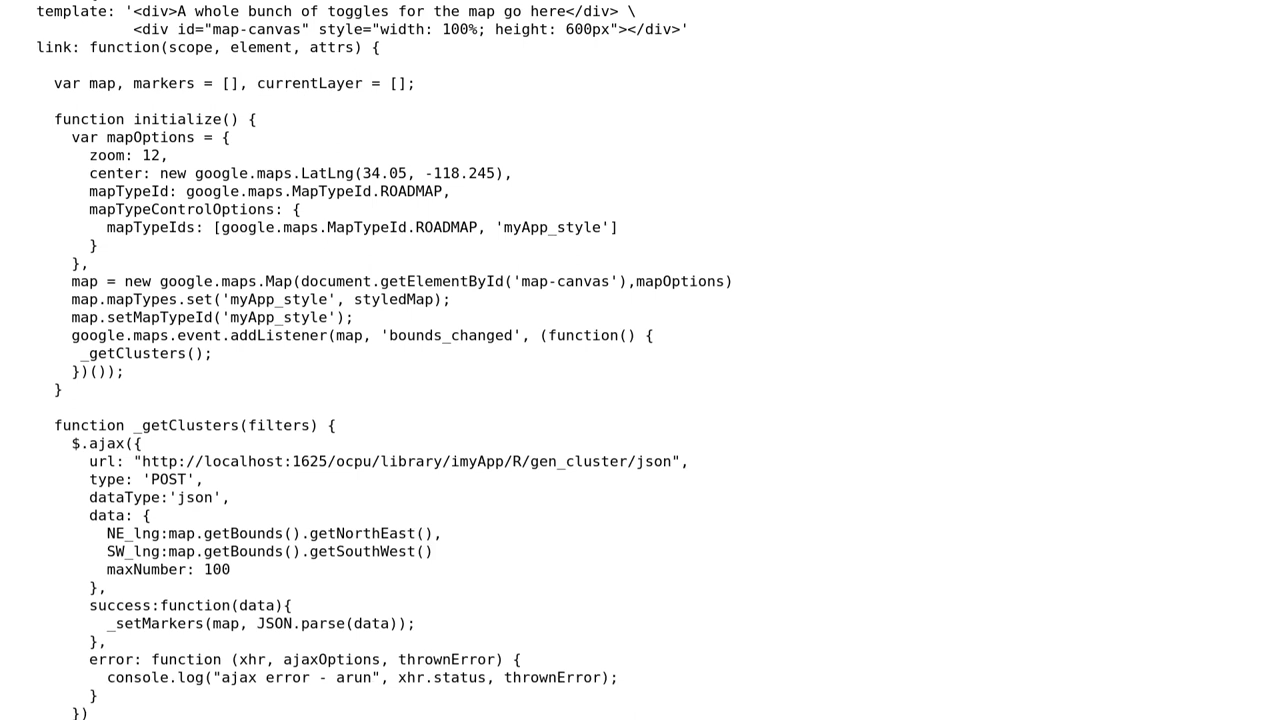 template: '<div>A whole bunch of toggles for the map go here</div> \
<div id="map-canvas" style="width: 100%; height: 600px"></div>'
link: function(scope, element, attrs) {
var map, markers = [], currentLayer = [];
function initialize() {
var mapOptions = {
zoom: 12,
center: new google.maps.LatLng(34.05, -118.245),
mapTypeId: google.maps.MapTypeId.ROADMAP,
mapTypeControlOptions: {
mapTypeIds: [google.maps.MapTypeId.ROADMAP, 'myApp_style']
}
},
map = new google.maps.Map(document.getElementById('map-canvas'),mapOptions)
map.mapTypes.set('myApp_style', styledMap);
map.setMapTypeId('myApp_style');
google.maps.event.addListener(map, 'bounds_changed', (function() {
_getClusters();
})());
}
function _getClusters(filters) {
$.ajax({
url: "http://localhost:1625/ocpu/library/imyApp/R/gen_cluster/json",
type: 'POST',
dataType:'json',
data: {
NE_lng:map.getBounds().getNorthEast(),
SW_lng:map.getBounds().getSouthWest()
maxNumber: 100
},
success:function(data){
_setMarkers(map, JSON.parse(data));
},
error: function (xhr, ajaxOptions, thrownError) {
console.log("ajax error - arun", xhr.status, thrownError);
}
})